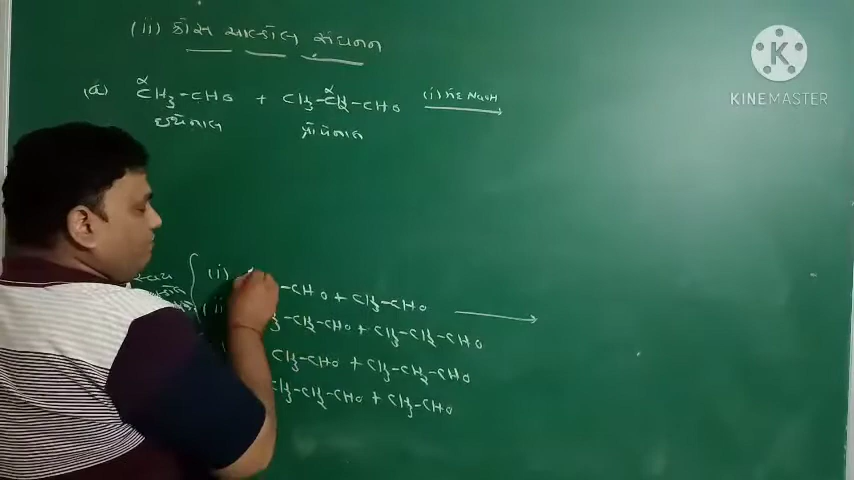 (ii) ક્રૉસ આલ્ડોલ સંઘનન
KINEMASTER
(a) α CH₃-CHO + CH₃-α CH₂-CHO (i) મંદ NaOH →
ઇથેનાલ પ્રોપેનાલ
(i) -CHO + CH₃-CHO →
-CH₂-CHO + CH₃-CH₂-CHO
CH₃-CHO + CH₃-CH₂-CHO
CH₃-CH₂-CHO + CH₃-CHO